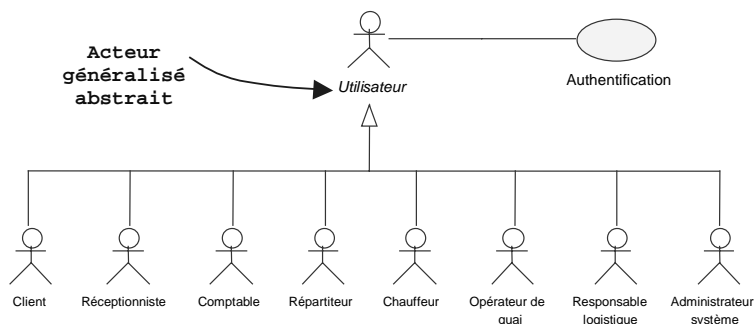 Acteur
généralisé
abstrait
Utilisateur
Authentification
Client
Réceptionniste
Comptable
Répartiteur
Chauffeur
Opérateur de
quai
Responsable
logistique
Administrateur
système